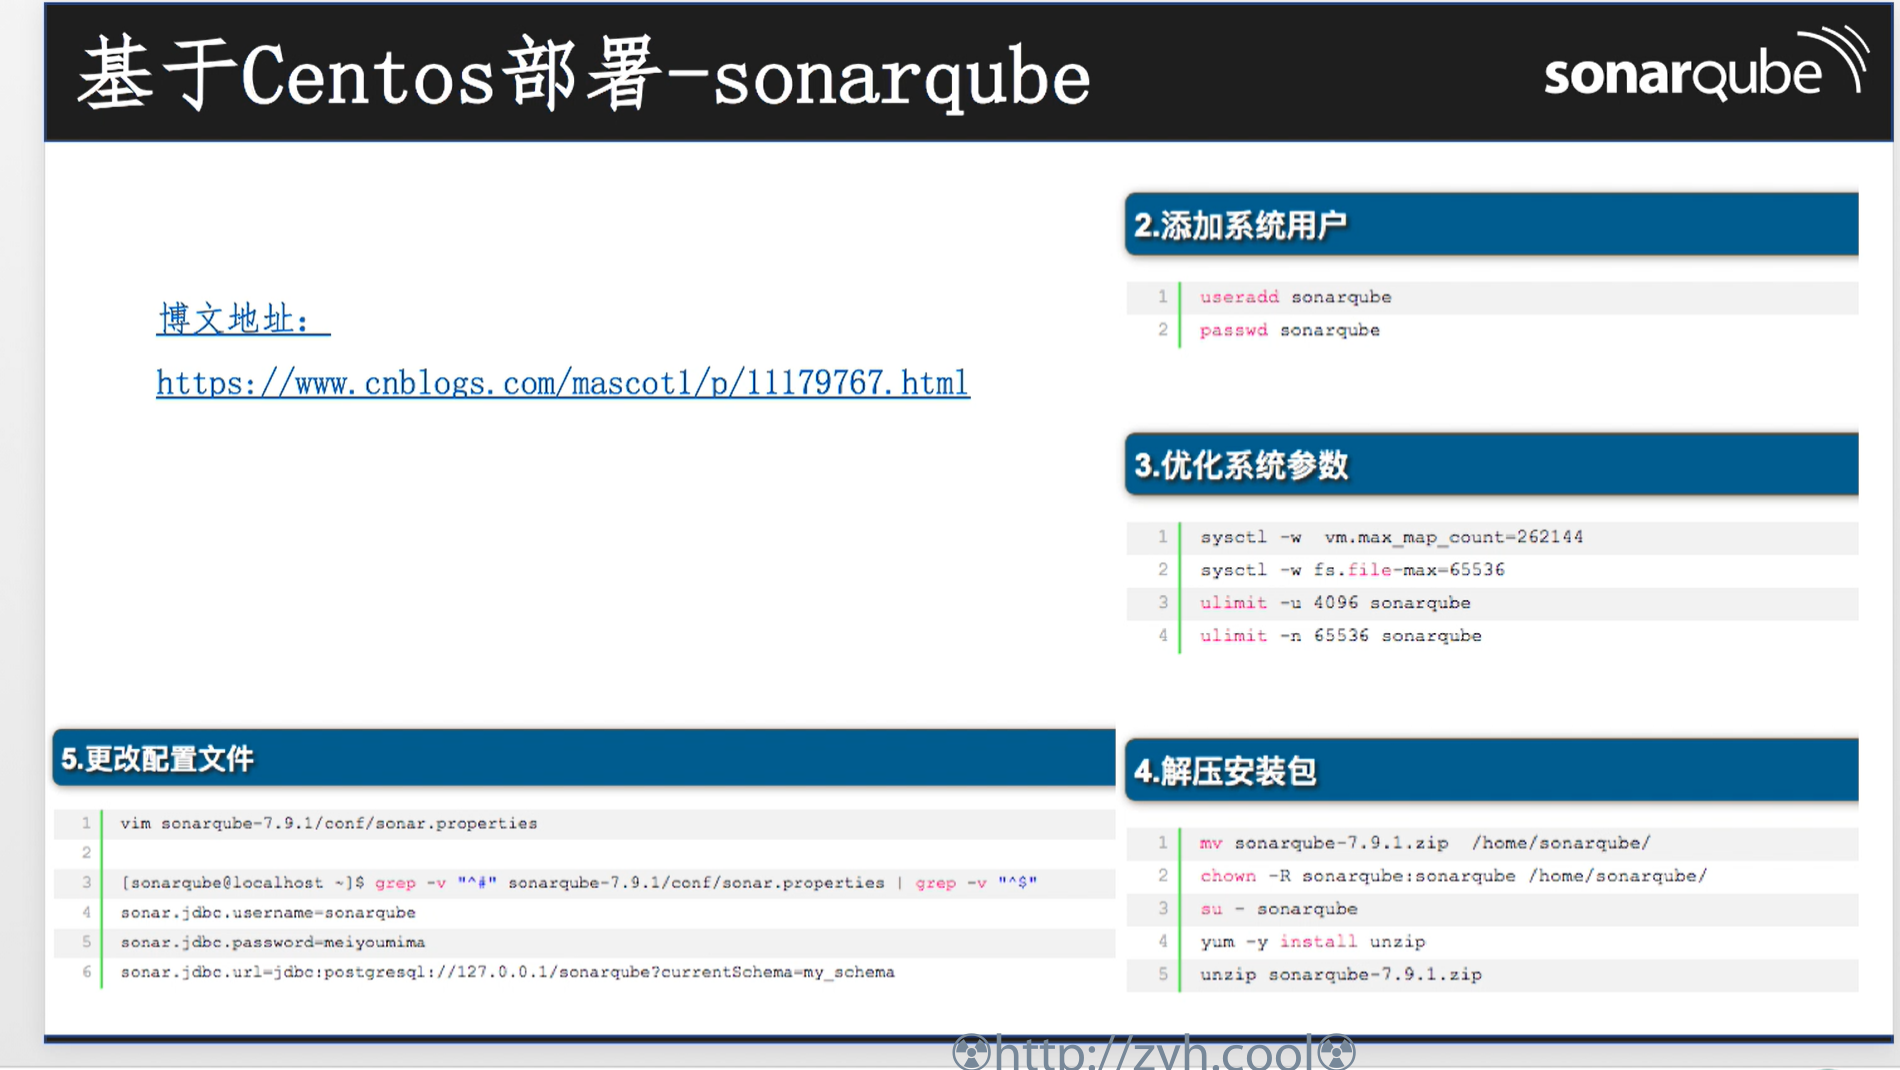 基于Centos部署-sonarqube
sonarqube
博文地址：
https://www.cnblogs.com/mascot1/p/11179767.html
2.添加系统用户
1 useradd sonarqube
2 passwd sonarqube
3.优化系统参数
1 sysctl -w  vm.max_map_count=262144
2 sysctl -w fs.file-max=65536
3 ulimit -u 4096 sonarqube
4 ulimit -n 65536 sonarqube
4.解压安装包
1 mv sonarqube-7.9.1.zip  /home/sonarqube/
2 chown -R sonarqube:sonarqube /home/sonarqube/
3 su - sonarqube
4 yum -y install unzip
5 unzip sonarqube-7.9.1.zip
5.更改配置文件
1 vim sonarqube-7.9.1/conf/sonar.properties
2
3 [sonarqube@localhost ~]$ grep -v "^#" sonarqube-7.9.1/conf/sonar.properties | grep -v "^$"
4 sonar.jdbc.username=sonarqube
5 sonar.jdbc.password=meiyoumima
6 sonar.jdbc.url=jdbc:postgresql://127.0.0.1/sonarqube?currentSchema=my_schema
☢http://zyh.cool☢